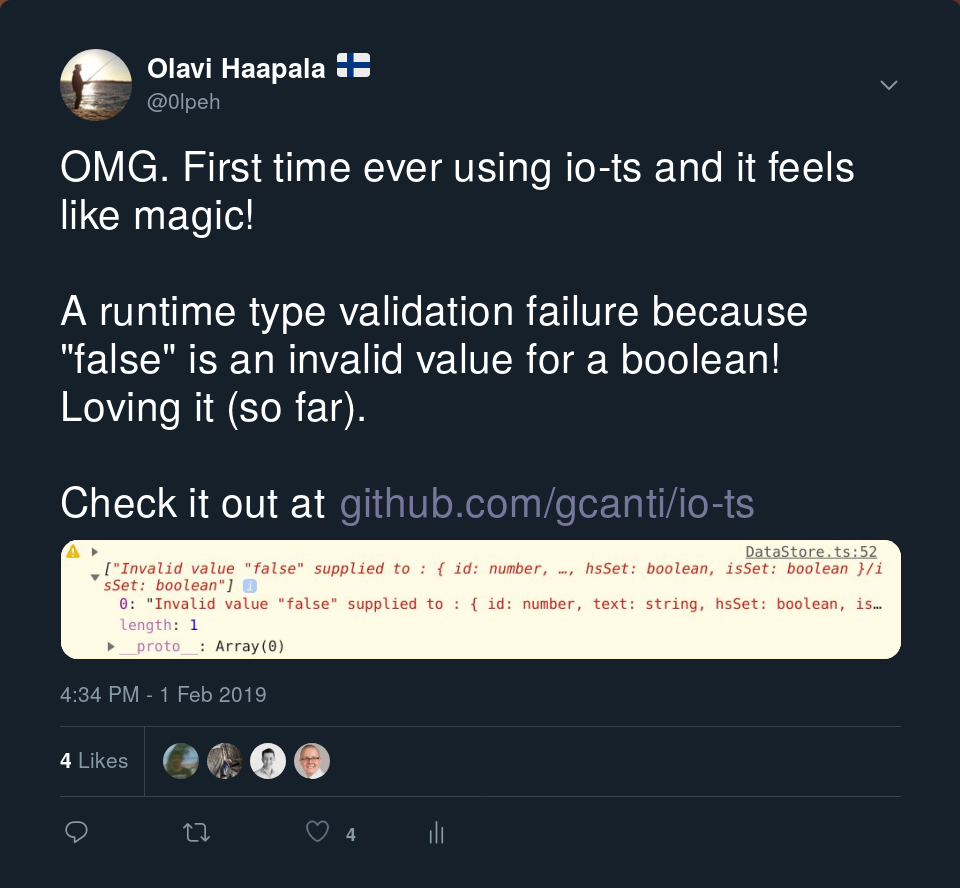 Olavi Haapala
@0lpeh
OMG. First time ever using io-ts and it feels
like magic!
A runtime type validation failure because
"false" is an invalid value for a boolean!
Loving it (so far).
Check it out at github.com/gcanti/io-ts
DataStore.ts:52
["Invalid value "false" supplied to : { id: number, …, hsSet: boolean, isSet: boolean }/i
sSet: boolean"] i
0: "Invalid value "false" supplied to : { id: number, text: string, hsSet: boolean, is…
length: 1
__proto__: Array(0)
4:34 PM - 1 Feb 2019
4 Likes
4